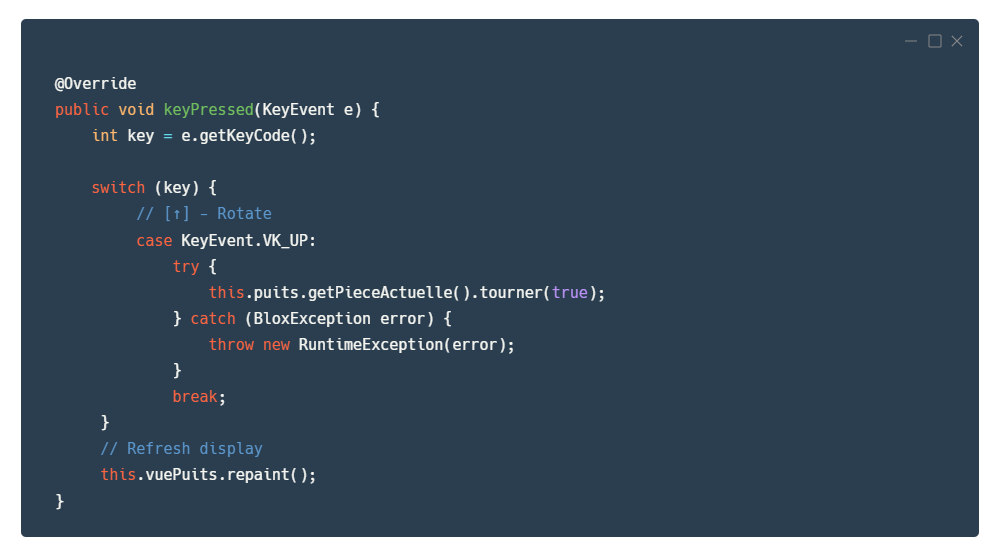 @Override
public void keyPressed(KeyEvent e) {
    int key = e.getKeyCode();

    switch (key) {
         // [↑] - Rotate
         case KeyEvent.VK_UP:
             try {
                 this.puits.getPieceActuelle().tourner(true);
             } catch (BloxException error) {
                 throw new RuntimeException(error);
             }
             break;
     }
     // Refresh display
     this.vuePuits.repaint();
}